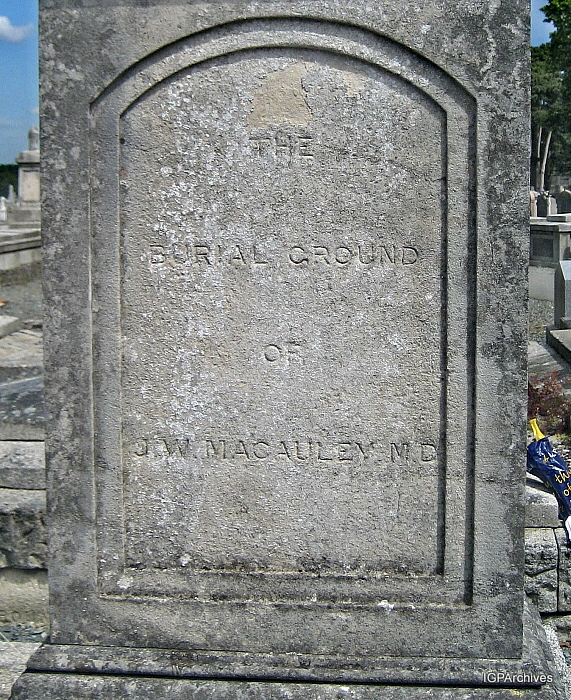 THE
BURIAL GROUND
OF
J.W. MACAULEY. M.D
IGPArchives